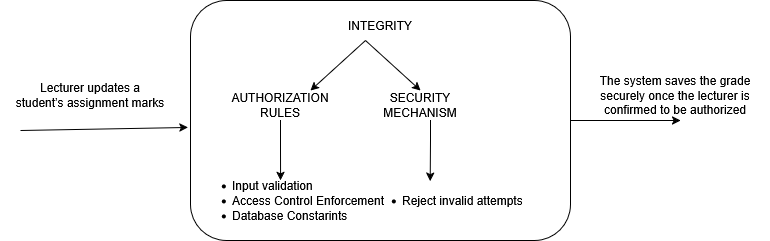 INTEGRITY
Lecturer updates a
student's assignment marks
AUTHORIZATION
RULES
SECURITY
MECHANISM
• Input validation
• Access Control Enforcement
• Database Constarints
• Reject invalid attempts
The system saves the grade
securely once the lecturer is
confirmed to be authorized